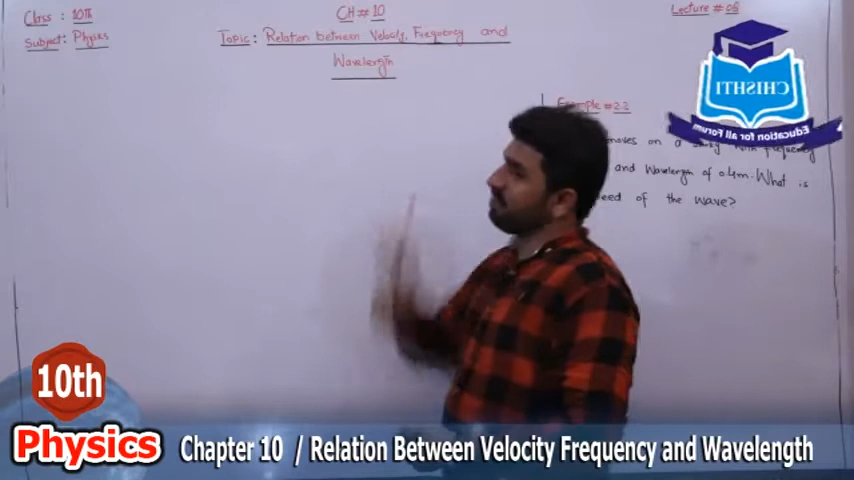 Class : 10th
CH # 10
Lecture # 06
Subject : Physics
Topic : Relation between Velocity, Frequency and
Wavelength
Example # 2.2
moves on a with frequency
and Wavelength of 0.4m. What is
of the wave?
CHISHTI
A Forum for all Education
10th
Physics
Chapter 10 / Relation Between Velocity Frequency and Wavelength